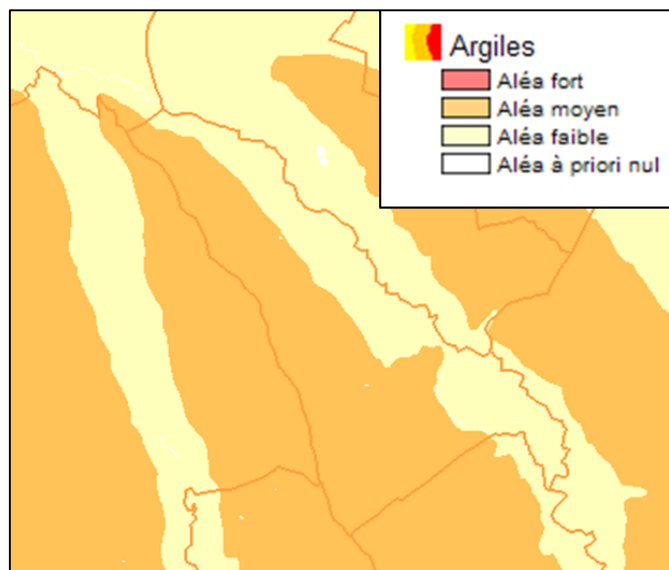 Argiles
Aléa fort
Aléa moyen
Aléa faible
Aléa à priori nul